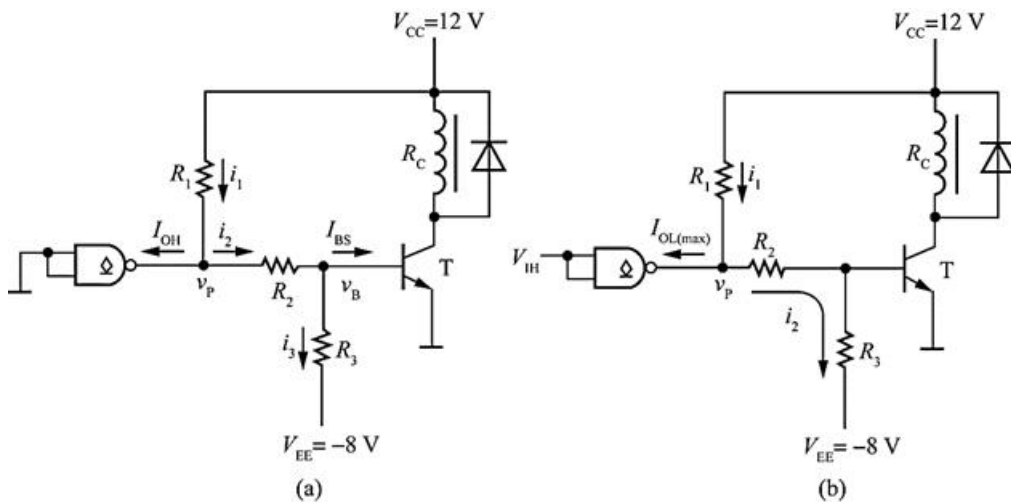 V_CC=12 V
R_C
R_1
i_1
I_OH
i_2
I_BS
T
v_P
R_2
v_B
i_3
R_3
V_EE=-8 V
(a)
V_CC=12 V
R_C
R_1
i_1
I_OL(max)
R_2
V_IH
T
v_P
i_2
R_3
V_EE=-8 V
(b)